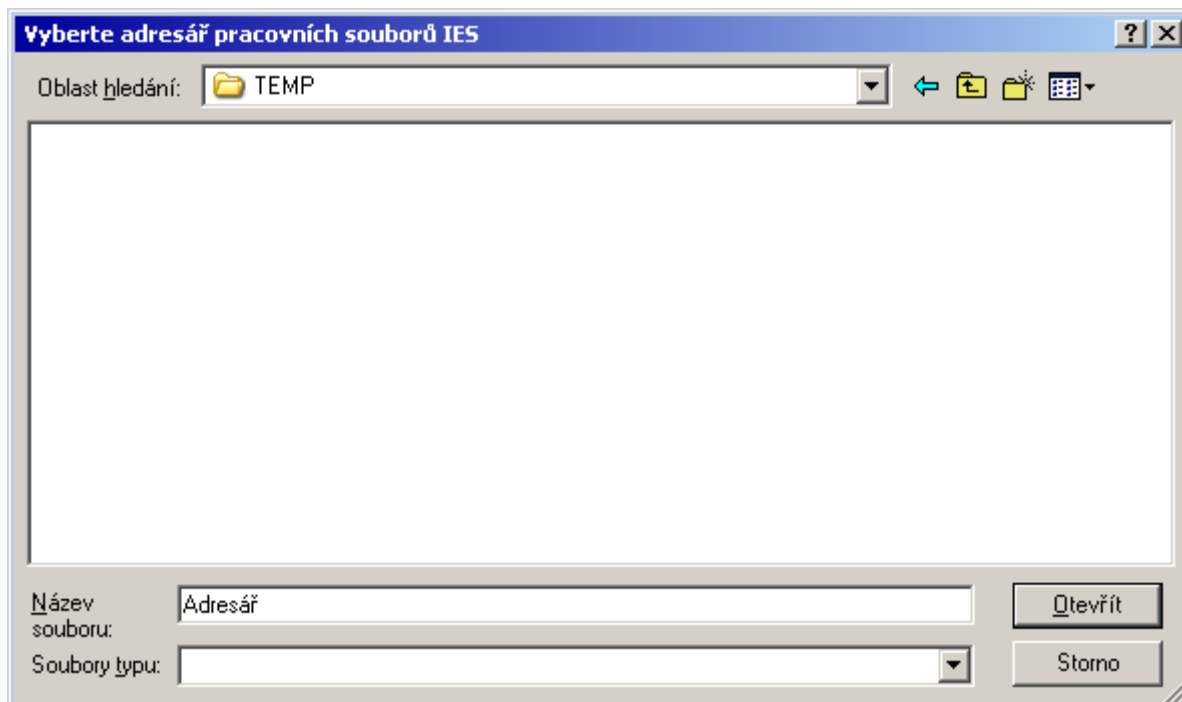 Vyberte adresář pracovních souborů IES
Oblast hledání: TEMP
Název
souboru: Adresář
Otevřít
Soubory typu:
Storno